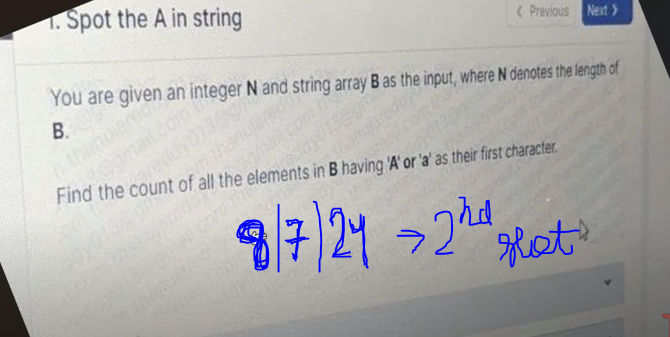 1. Spot the A in string
< Previous
Next >
You are given an integer N and string array B as the input, where N denotes the length of
B.
Find the count of all the elements in B having 'A' or 'a' as their first character.
8/7/24 → 2nd slot